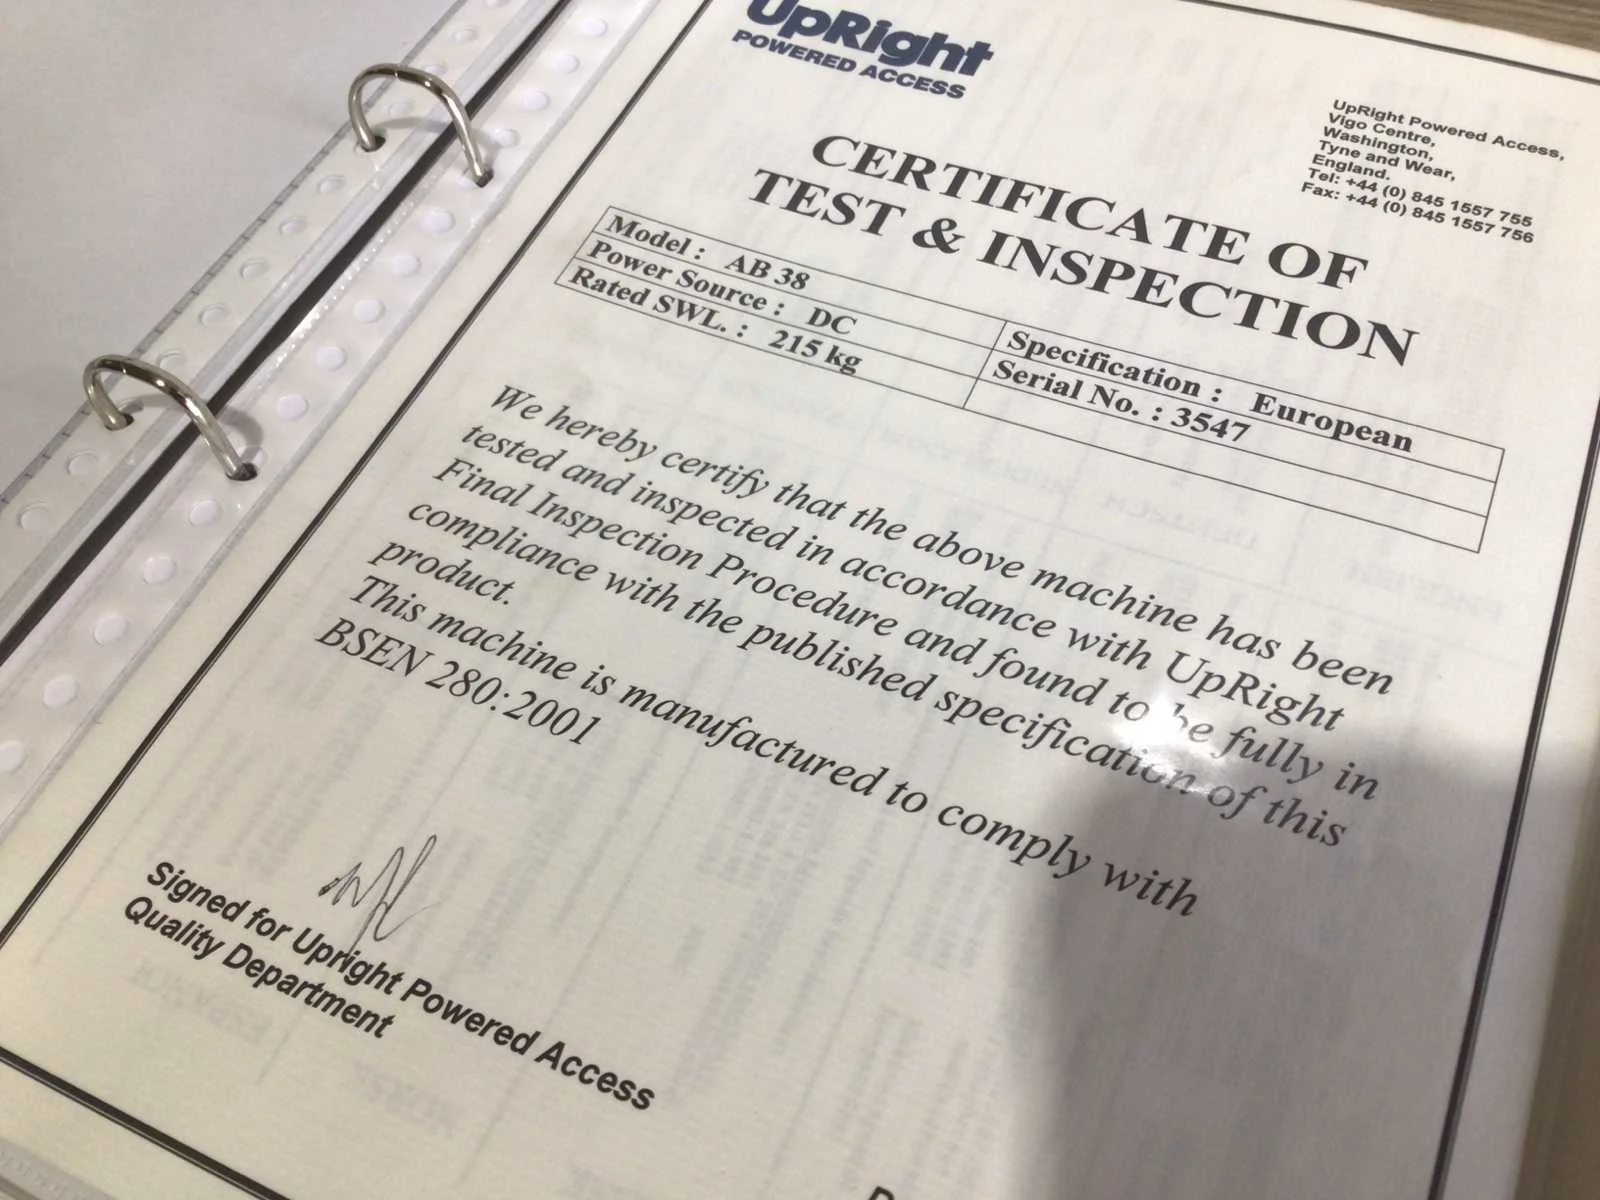 UpRight
POWERED ACCESS
UpRight Powered Access,
Vigo Centre,
Washington,
Tyne and Wear,
England.
Tel: +44 (0) 845 1557 755
Fax: +44 (0) 845 1557 756
CERTIFICATE OF
TEST & INSPECTION
Model : AB 38
Power Source : DC
Rated SWL. : 215 kg
Specification : European
Serial No. : 3547
We hereby certify that the above machine has been
tested and inspected in accordance with UpRight
Final Inspection Procedure and found to be fully in
compliance with the published specification of this
product.
This machine is manufactured to comply with
BSEN 280:2001
Signed for Upright Powered Access
Quality Department